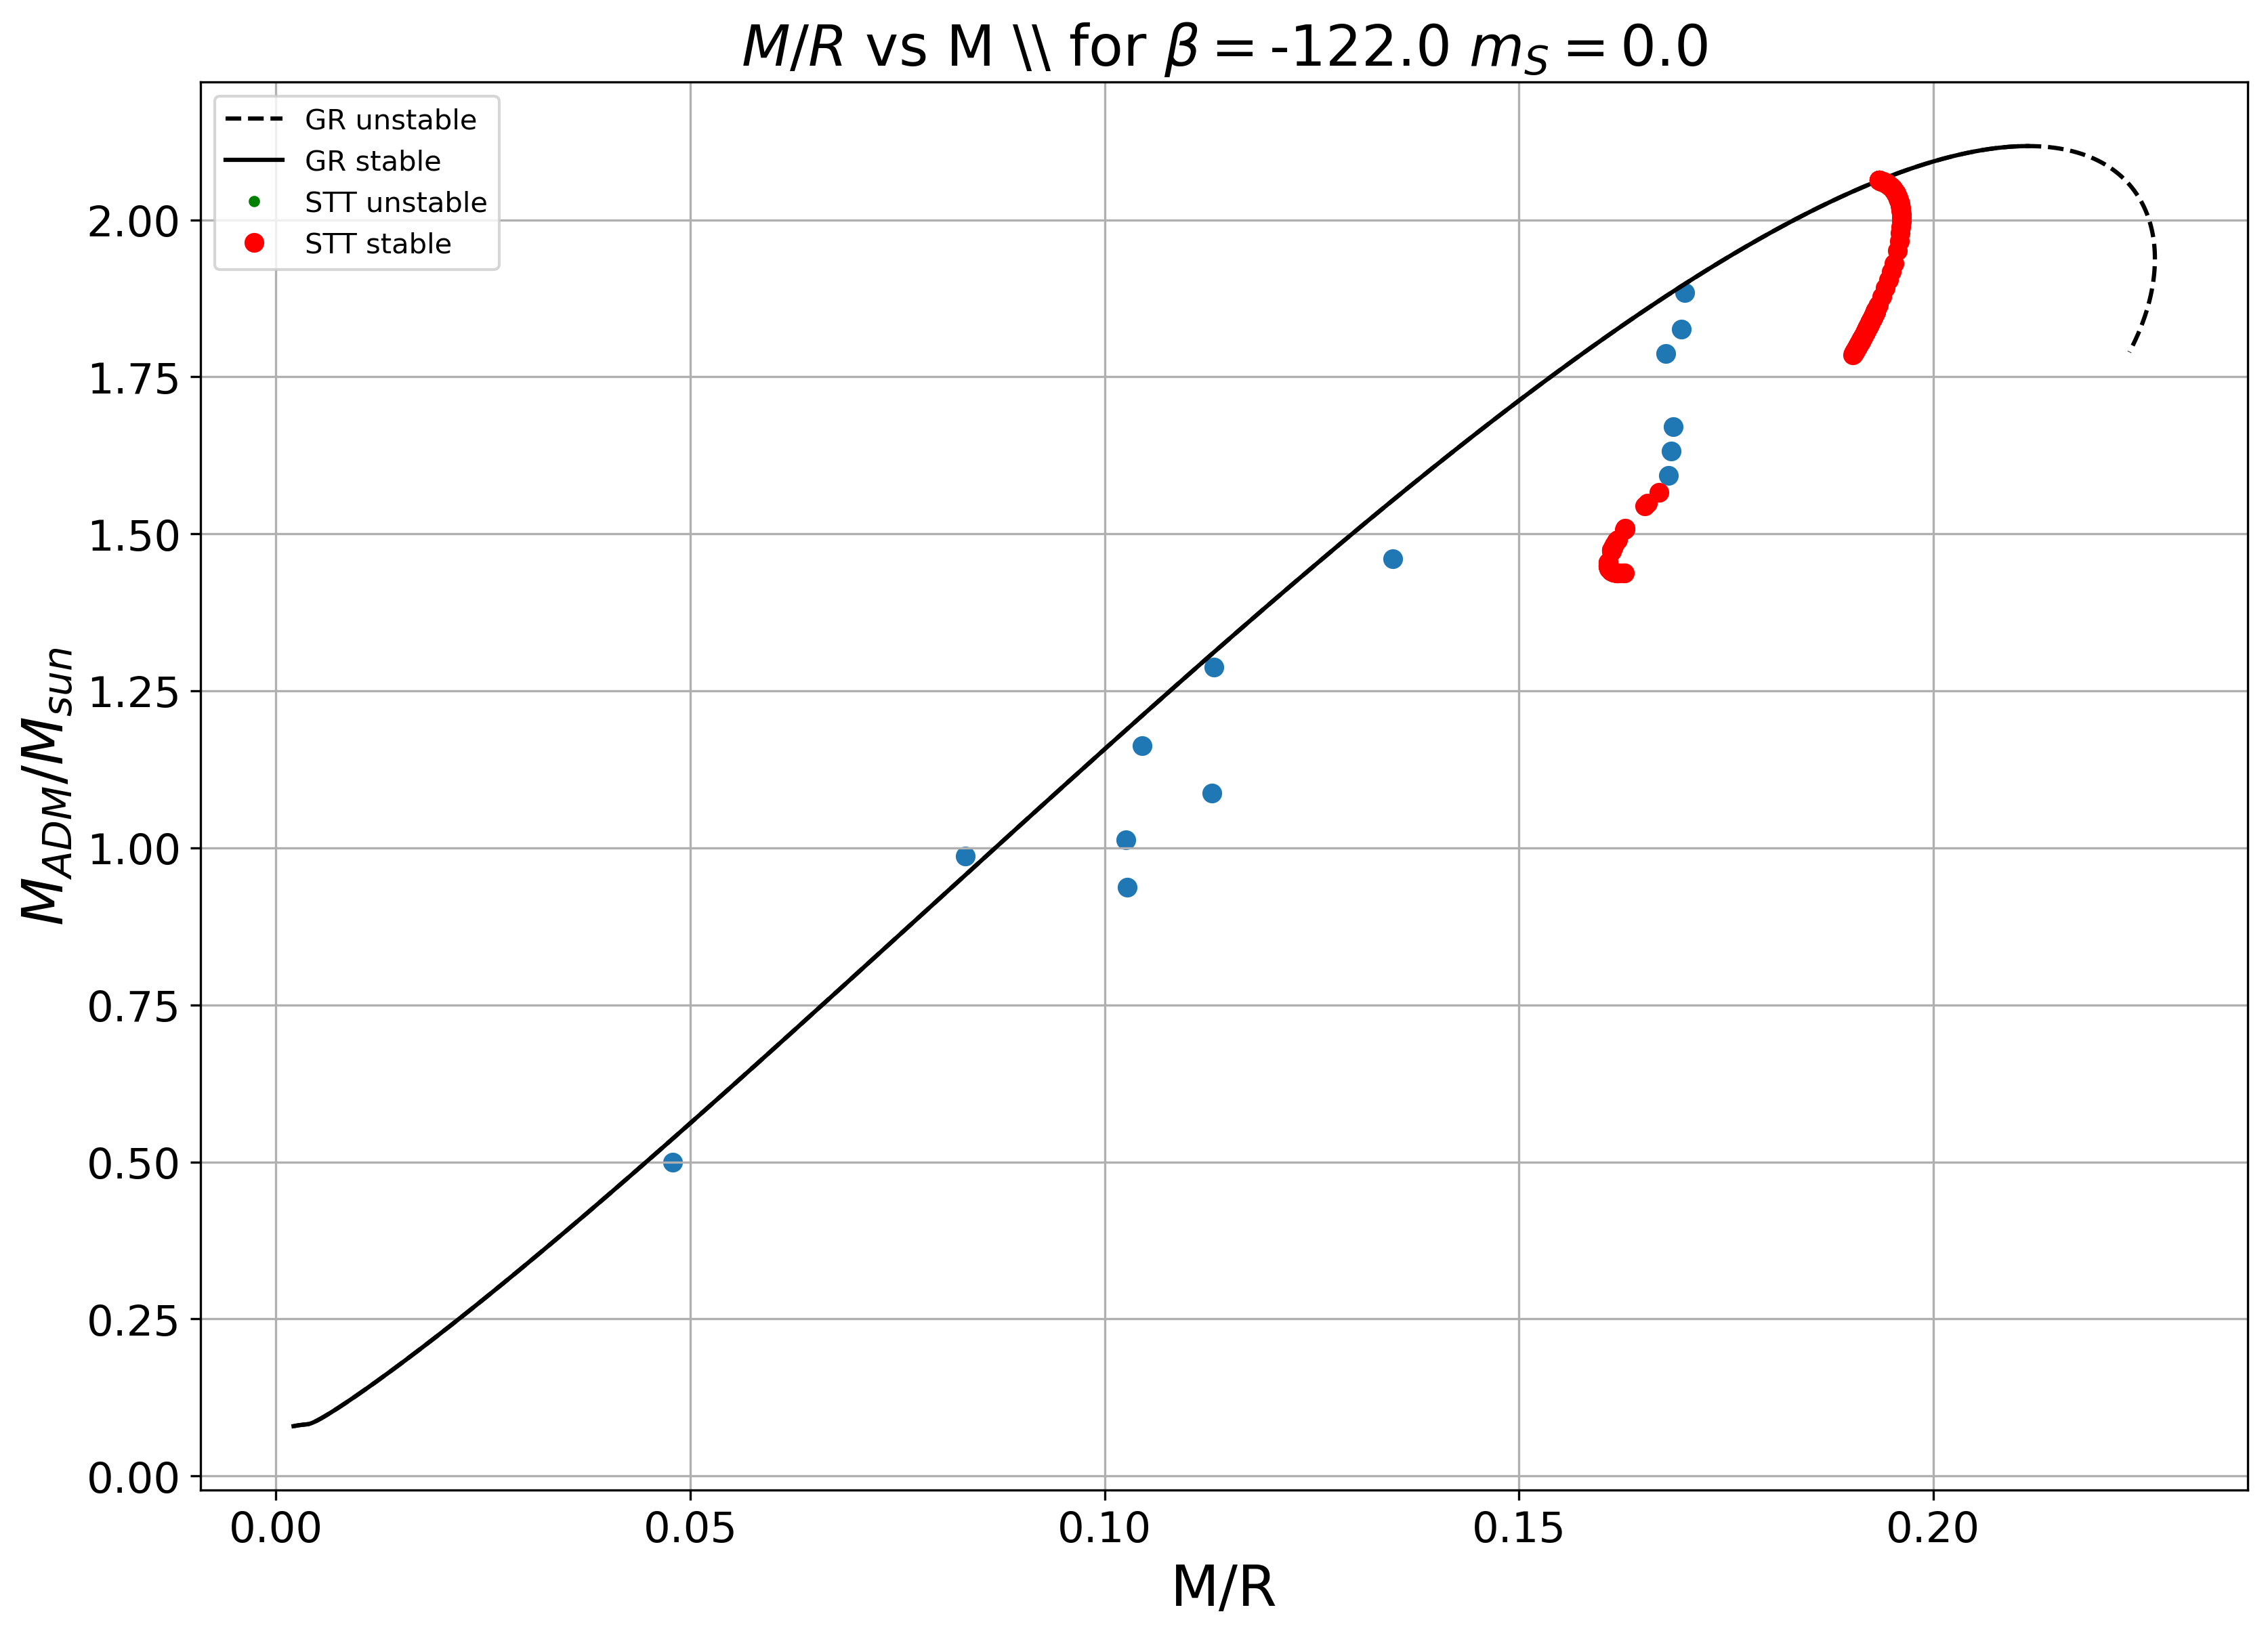 M/R vs M \\ for β = -122.0 m_S = 0.0
GR unstable
GR stable
STT unstable
STT stable
M_ADM/M_sun
2.00
1.75
1.50
1.25
1.00
0.75
0.50
0.25
0.00
0.00 0.05 0.10 0.15 0.20
M/R